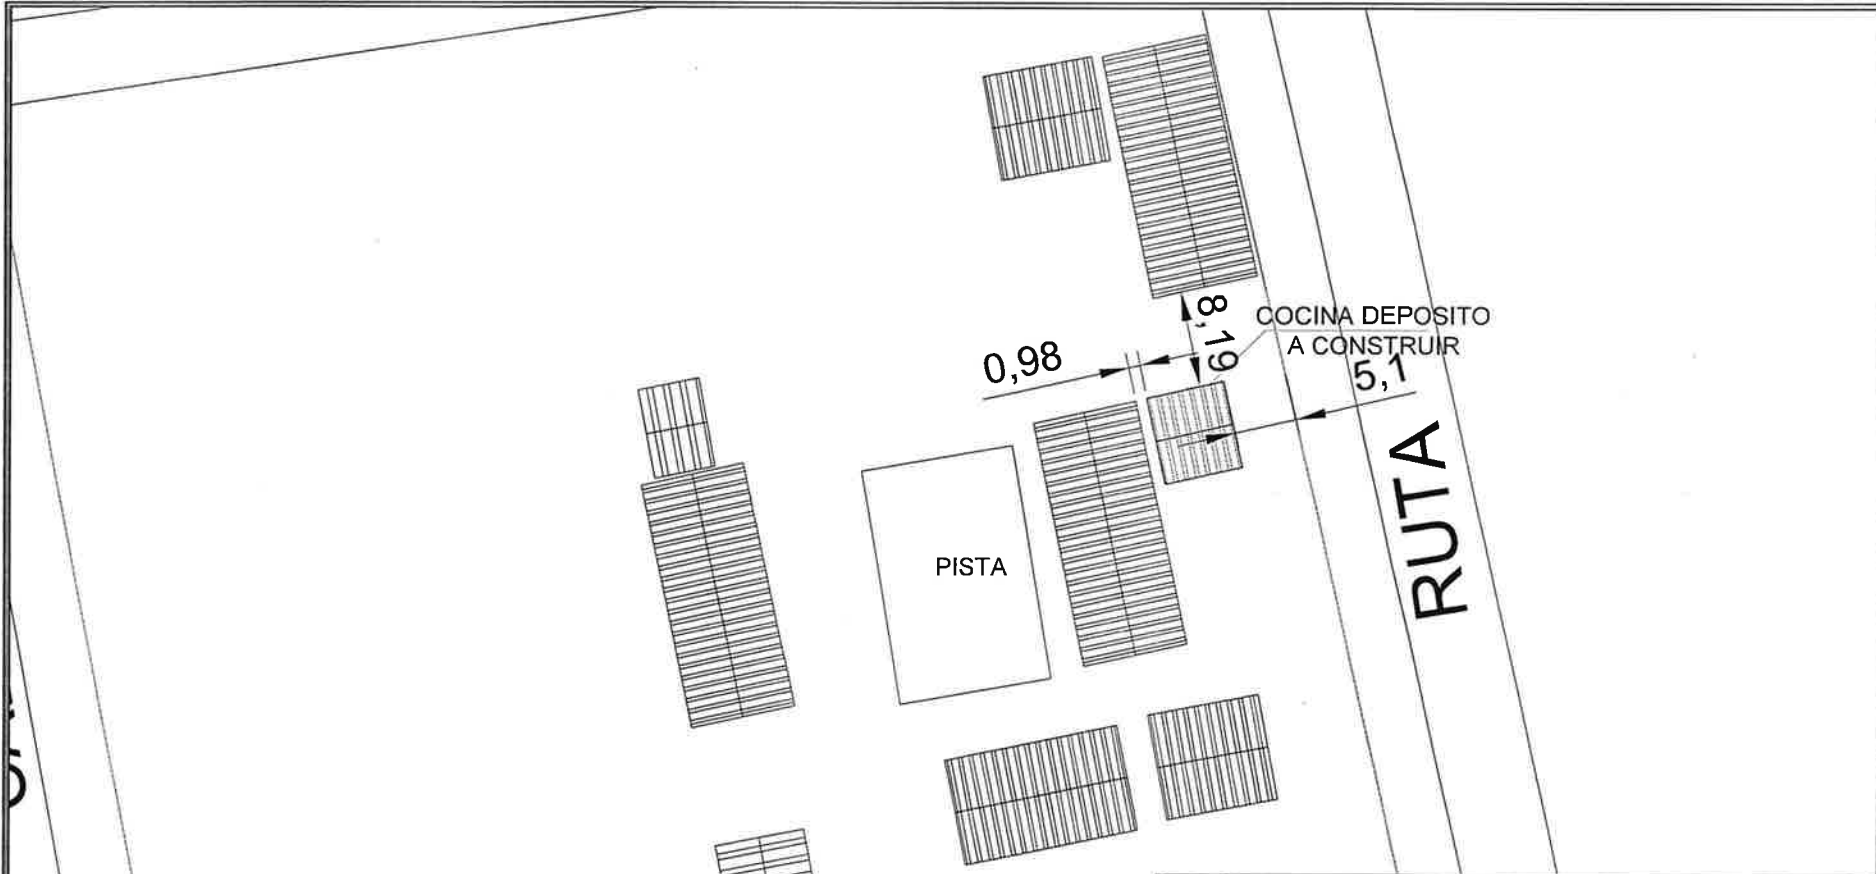 8,19
COCINA DEPOSITO
A CONSTRUIR
0,98
5,1
RUTA
PISTA